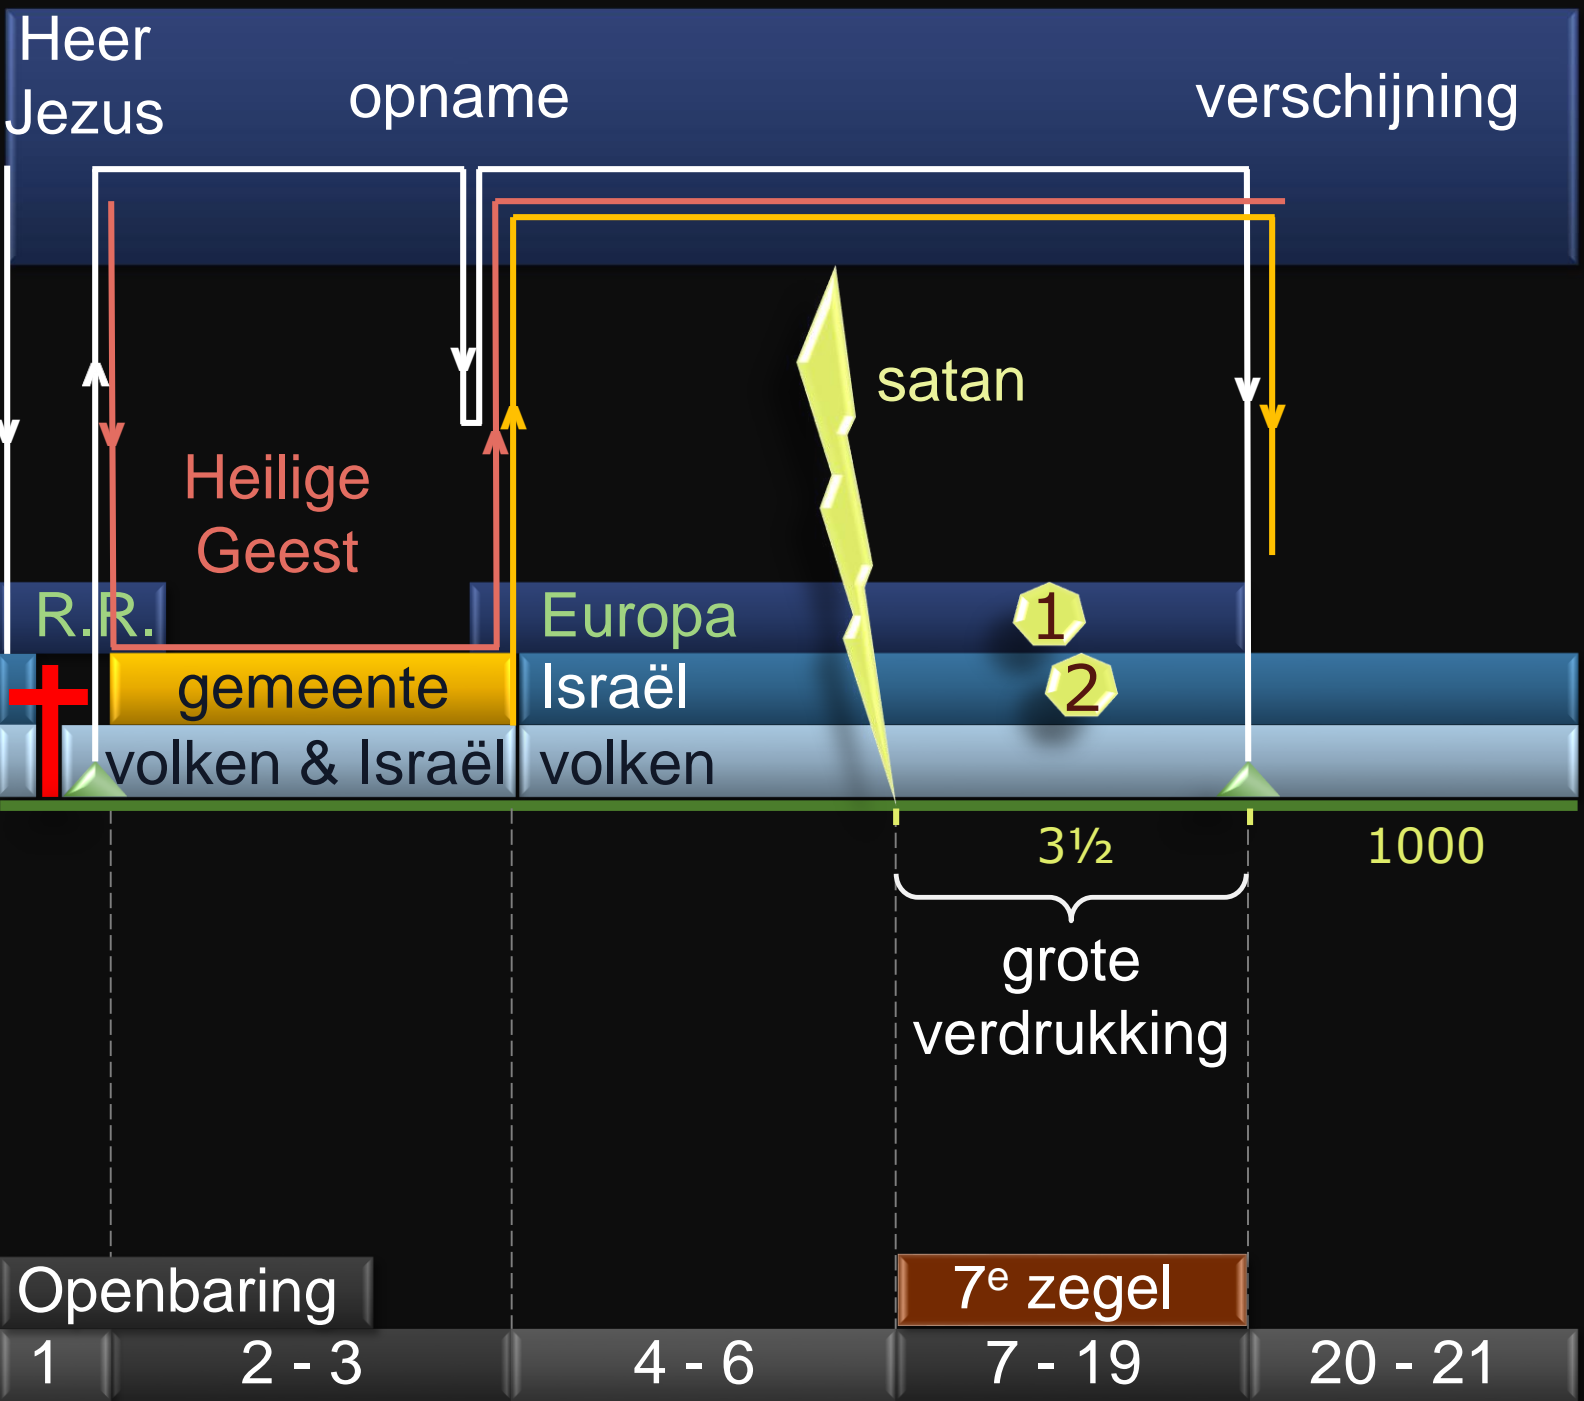 Heer
Jezus
opname
verschijning
satan
Heilige
Geest
R.R.
Europa
1
gemeente
Israël
2
volken & Israël
volken
3½
1000
grote
verdrukking
Openbaring
7e zegel
1
2 - 3
4 - 6
7 - 19
20 - 21